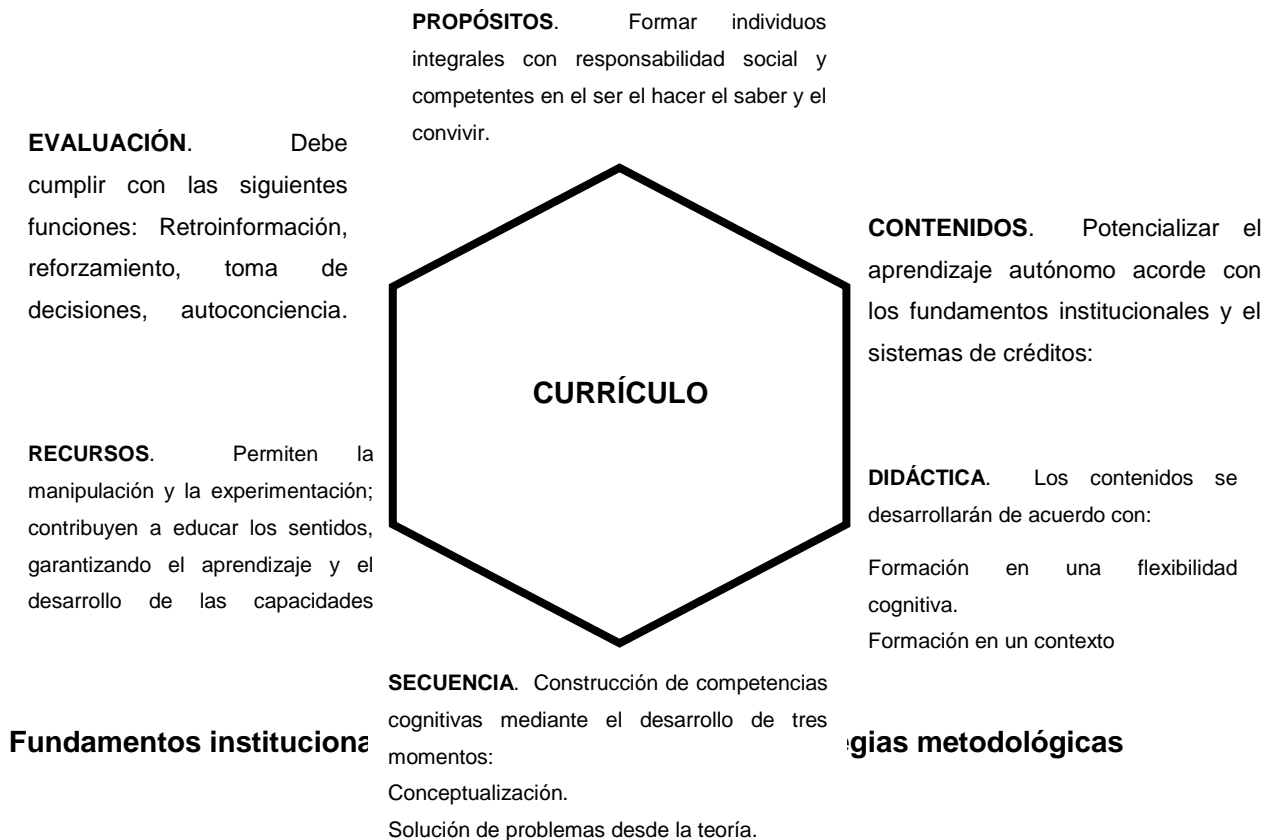 PROPÓSITOS. Formar individuos
integrales con responsabilidad social y
competentes en el ser el hacer el saber y el
convivir.
EVALUACIÓN. Debe
cumplir con las siguientes
funciones: Retroinformación,
reforzamiento, toma de
decisiones, autoconciencia.
CONTENIDOS. Potencializar el
aprendizaje autónomo acorde con
los fundamentos institucionales y el
sistemas de créditos:
CURRÍCULO
RECURSOS. Permiten la
manipulación y la experimentación;
contribuyen a educar los sentidos,
garantizando el aprendizaje y el
desarrollo de las capacidades
DIDÁCTICA. Los contenidos se
desarrollarán de acuerdo con:
Formación en una flexibilidad
cognitiva.
Formación en un contexto
SECUENCIA. Construcción de competencias
cognitivas mediante el desarrollo de tres
momentos:
Conceptualización.
Solución de problemas desde la teoría.
Fundamentos metodológicas